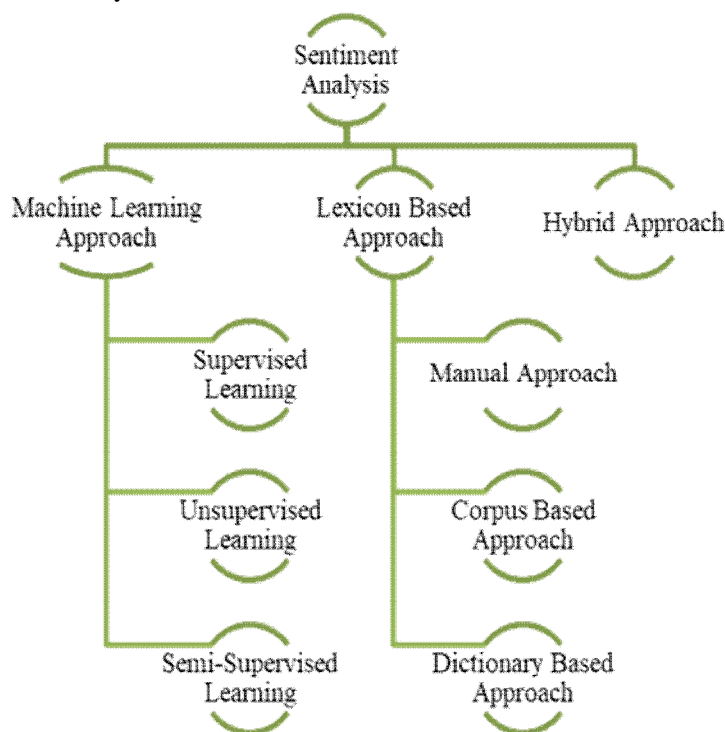 Sentiment
Analysis
Machine Learning
Approach
Lexicon Based
Approach
Hybrid Approach
Supervised
Learning
Manual Approach
Unsupervised
Learning
Corpus Based
Approach
Semi-Supervised
Learning
Dictionary Based
Approach